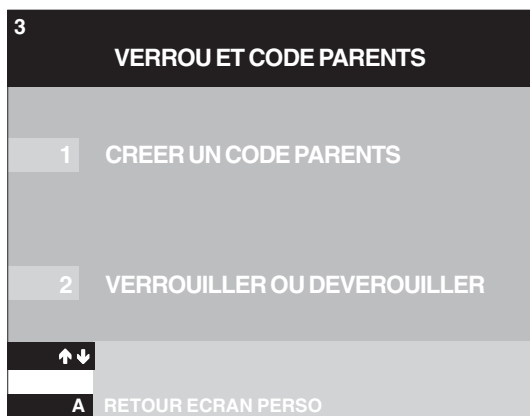 3
VERROU ET CODE PARENTS
1 CREER UN CODE PARENTS
2 VERROUILLER OU DEVEROUILLER
↑↓
A RETOUR ECRAN PERSO